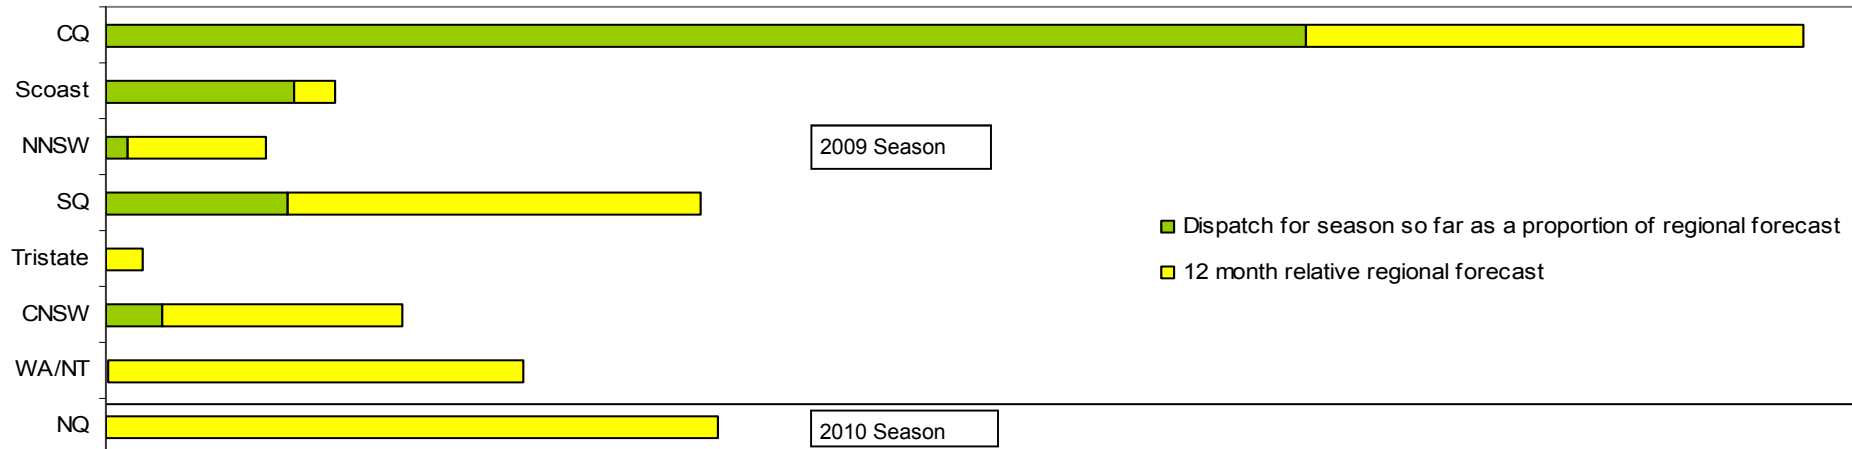 CQ
Scoast
NNSW
2009 Season
SQ
Dispatch for season so far as a proportion of regional forecast
Tristate
12 month relative regional forecast
CNSW
WA/NT
NQ
2010 Season